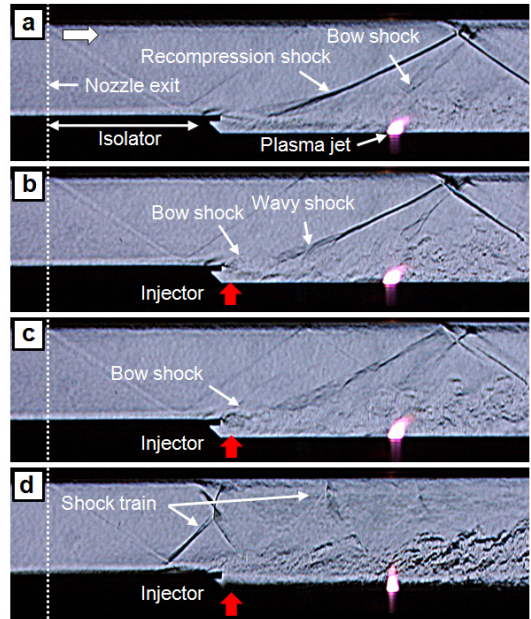 a
Bow shock
Recompression shock
Nozzle exit
Isolator
Plasma jet
b
Bow shock
Wavy shock
Injector
c
Bow shock
Injector
d
Shock train
Injector